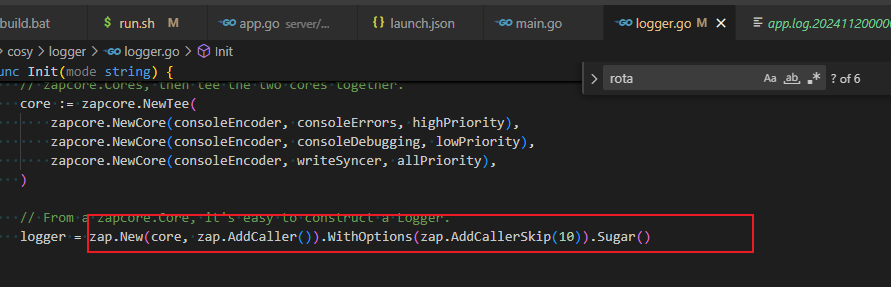 build.bat
$ run.sh M
app.go server/...
{} launch.json
main.go
logger.go ×
app.log.2024112000000
cosy > logger > logger.go > Init
func Init(mode string) {
rota
Aa ab .*
? of 6
// zapcore.Cores, then tee the two cores together.
core := zapcore.NewTee(
zapcore.NewCore(consoleEncoder, consoleErrors, highPriority),
zapcore.NewCore(consoleEncoder, consoleDebugging, lowPriority),
zapcore.NewCore(consoleEncoder, writeSyncer, allPriority),
)
// From a zapcore.Core, it's easy to construct a Logger.
logger = zap.New(core, zap.AddCaller()).WithOptions(zap.AddCallerSkip(10)).Sugar()